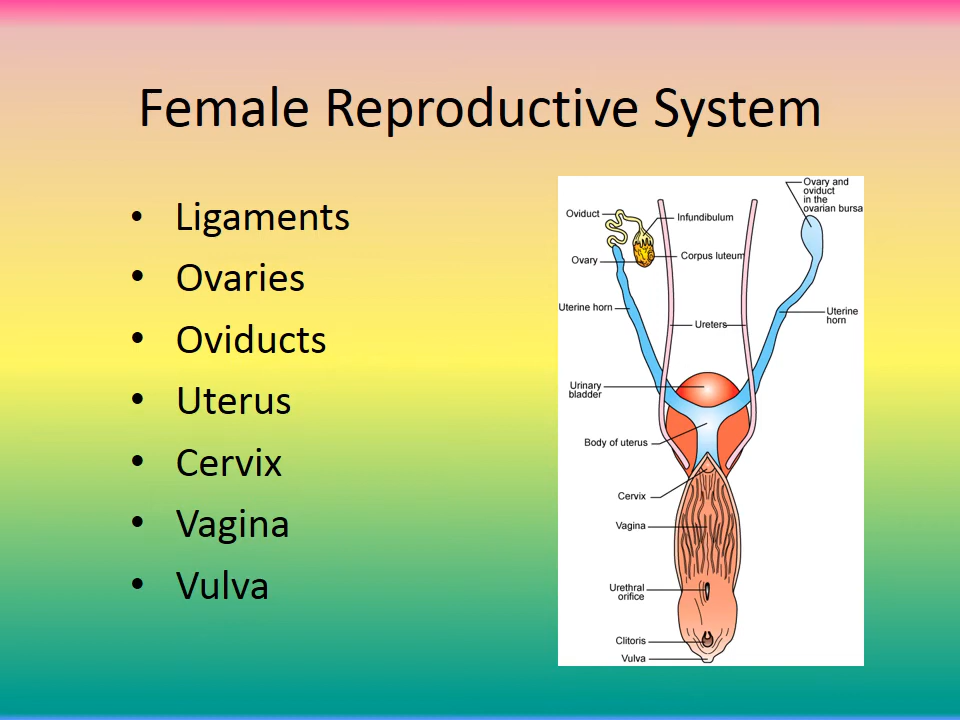 Female Reproductive System
• Ligaments
• Ovaries
• Oviducts
• Uterus
• Cervix
• Vagina
• Vulva
Ovary and
oviduct
in the
ovarian bursa
Oviduct
Infundibulum
Ovary
Corpus luteum
Uterine horn
Uterine
horn
Ureters
Urinary
bladder
Body of uterus
Cervix
Vagina
Urethral
orifice
Clitoris
Vulva